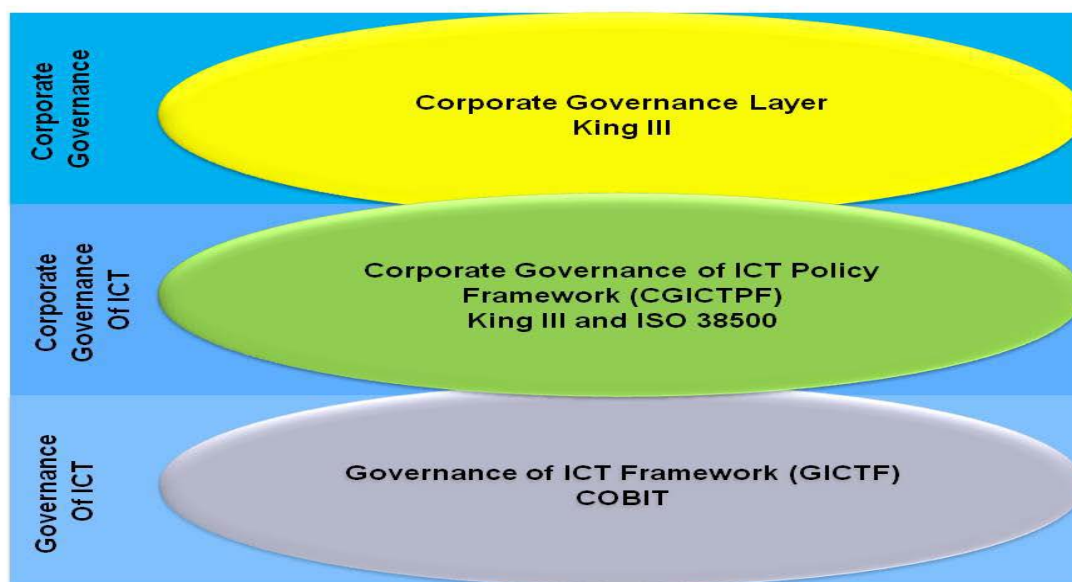 Corporate
Governance
Corporate Governance Layer
King III
Corporate
Governance
Of ICT
Corporate Governance of ICT Policy
Framework (CGICTPF)
King III and ISO 38500
Governance
Of ICT
Governance of ICT Framework (GICTF)
COBIT